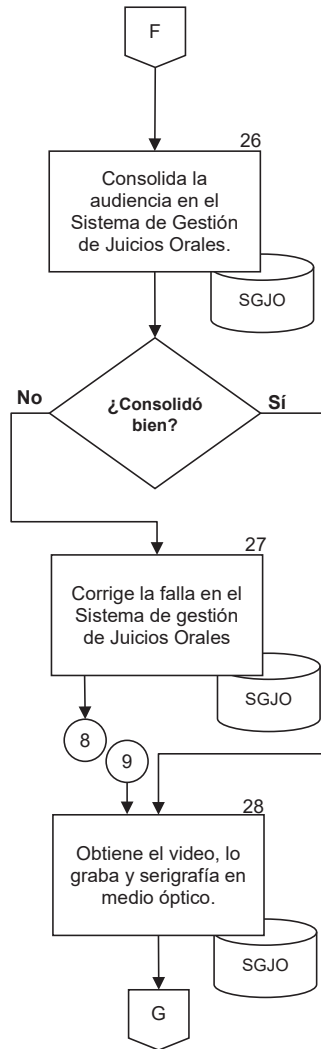 F
26
Consolida la
audiencia en el
Sistema de Gestión
de Juicios Orales.
SGJO
¿Consolidó
bien?
No
Sí
27
Corrige la falla en el
Sistema de gestión
de Juicios Orales
SGJO
8
9
28
Obtiene el video, lo
graba y serigrafía en
medio óptico.
SGJO
G